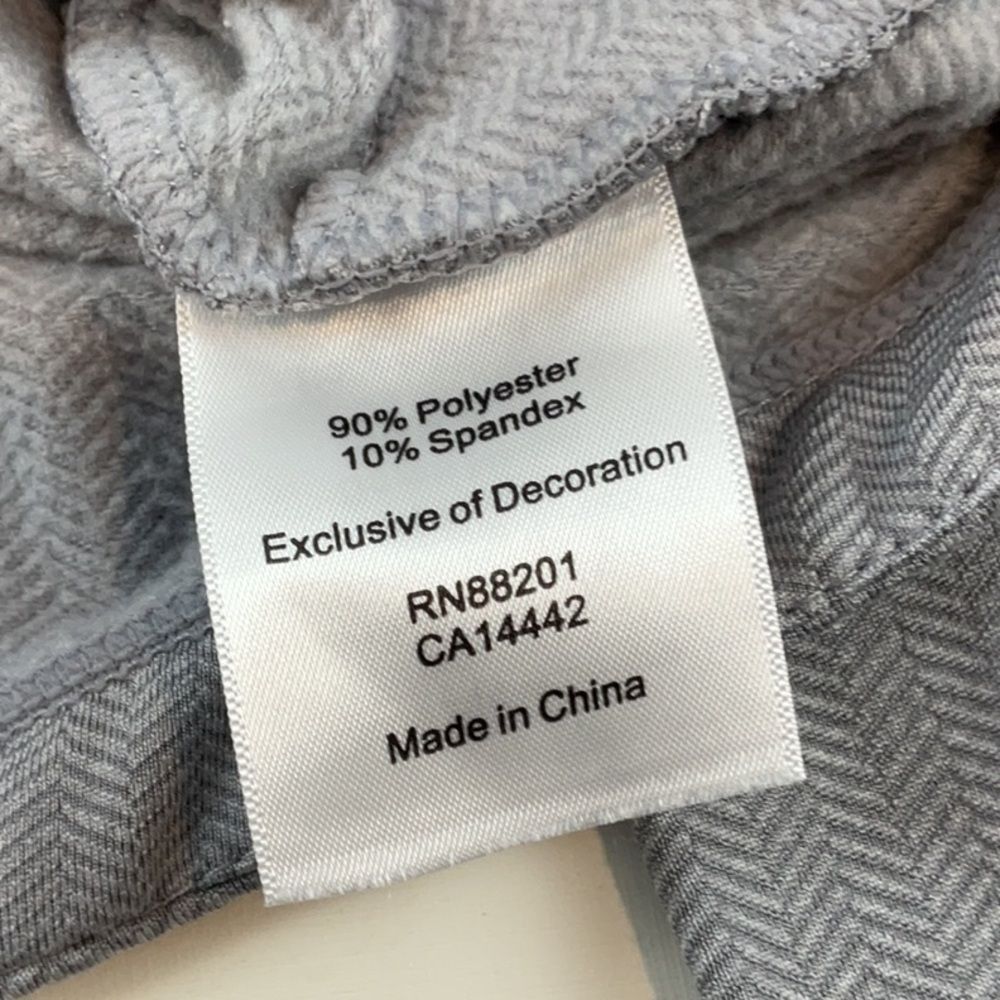 90% Polyester
10% Spandex
Exclusive of Decoration
RN88201
CA14442
Made in China